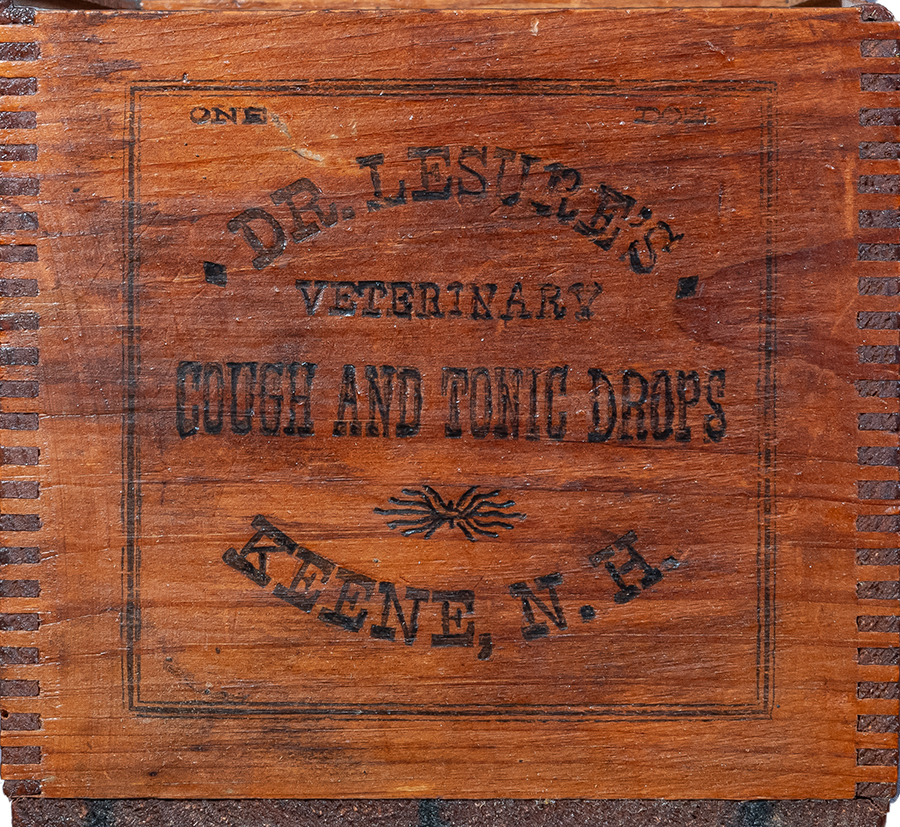 ONE DOZ.
DR. LESURE'S
VETERINARY
COUGH AND TONIC DROPS
KEENE, N. H.